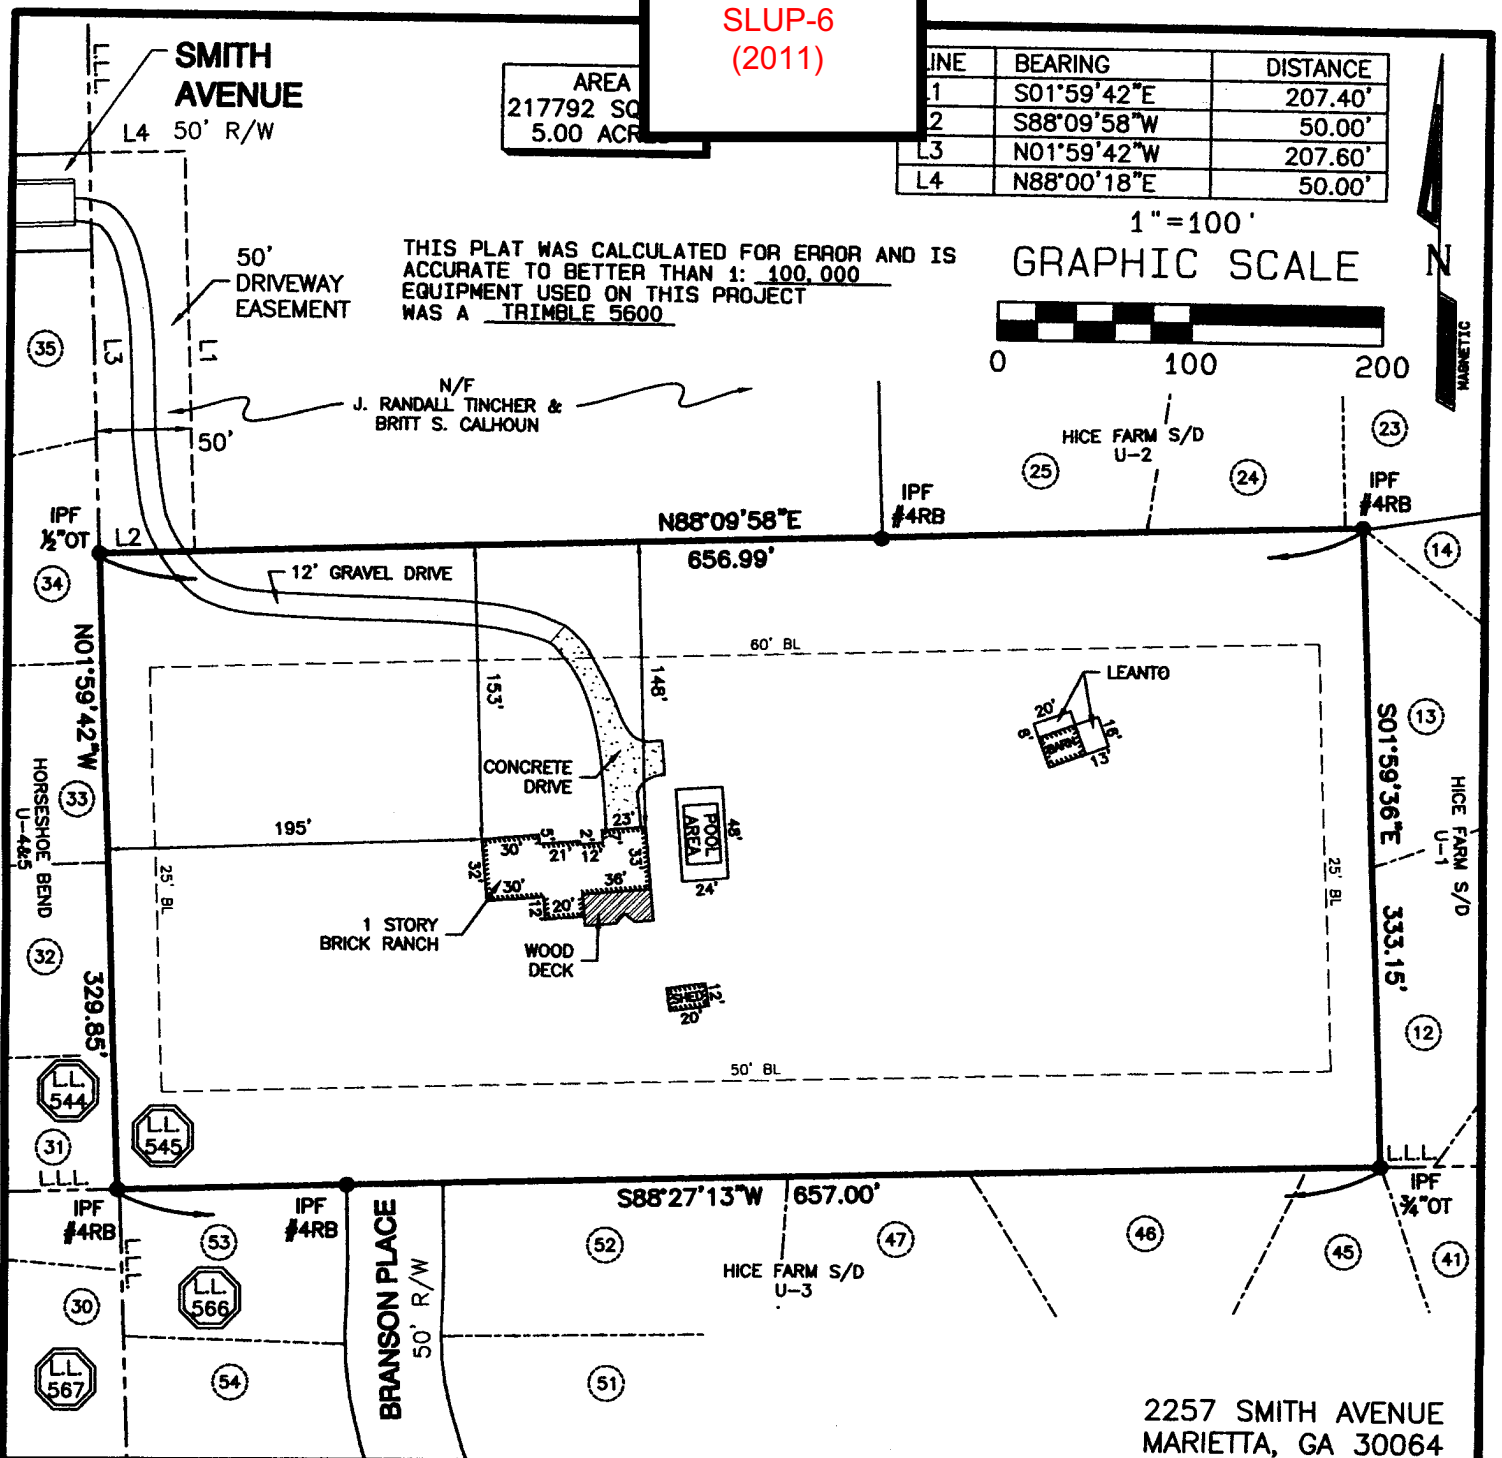 SLUP-6
(2011)
SMITH
AVENUE
50' R/W
L.L.L.
L4
AREA
217792
5.00
LINE BEARING DISTANCE
L1 S01°59'42"E 207.40'
L2 S88°09'58"W 50.00'
L3 N01°59'42"W 207.60'
L4 N88°00'18"E 50.00'
1"=100'
GRAPHIC SCALE
0 100 200
N
MAGNETIC
THIS PLAT WAS CALCULATED FOR ERROR AND IS
ACCURATE TO BETTER THAN 1: 100,000
EQUIPMENT USED ON THIS PROJECT
WAS A TRIMBLE 5600
50'
DRIVEWAY
EASEMENT
35
L3
L1
N/F
J. RANDALL TINCHER &
BRITT S. CALHOUN
50'
HICE FARM S/D
U-2
25
24
23
IPF
½"OT
L2
N88°09'58"E
656.99'
IPF
#4RB
IPF
#4RB
14
34
12' GRAVEL DRIVE
60' BL
153'
148'
LEANTO
20'
8'
BARN
16'
13'
N01°59'42"W
329.85'
S01°59'36"E
333.15'
13
HICE FARM S/D
U-1
33
HORSESHOE BEND
U-4&5
CONCRETE
DRIVE
195'
23'
30'
5'
21'
2'
12'
7'
33'
32'
30'
36'
12
20'
POOL
AREA
48'
24'
25' BL
25' BL
1 STORY
BRICK RANCH
WOOD
DECK
32
SHED
12'
20'
12
50' BL
L.L.
544
L.L.
545
31
L.L.L.
L.L.L.
IPF
#4RB
IPF
#4RB
S88°27'13"W 657.00'
IPF
¾"OT
L.L.L.
53
52
47
46
45
41
HICE FARM S/D
U-3
BRANSON PLACE
50' R/W
L.L.
566
30
L.L.
567
54
51
2257 SMITH AVENUE
MARIETTA, GA 30064